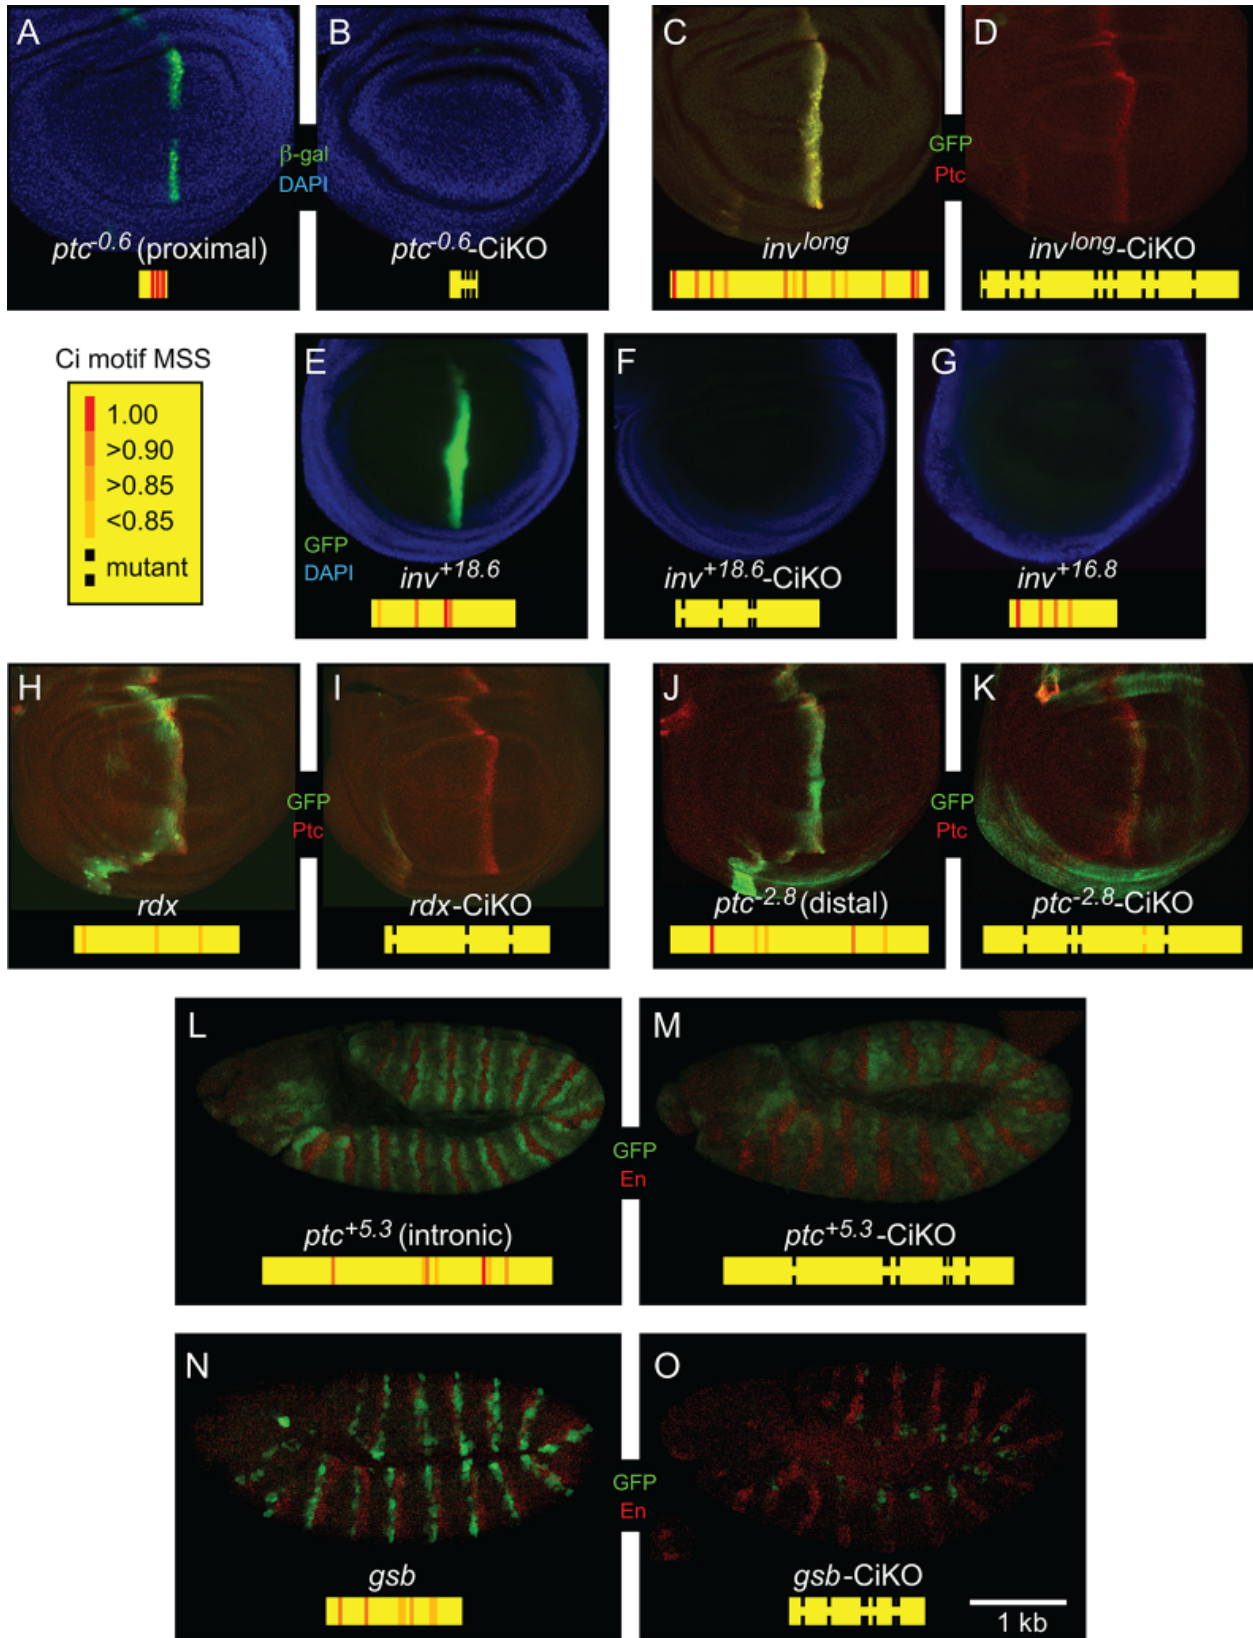 A
B
β-gal
DAPI
ptc-0.6 (proximal)
ptc-0.6-CiKO
C
D
GFP
Ptc
invlong
invlong-CiKO
Ci motif MSS
1.00
>0.90
>0.85
<0.85
mutant
E
F
G
GFP
DAPI
inv+18.6
inv+18.6-CiKO
inv+16.8
H
I
GFP
Ptc
rdx
rdx-CiKO
J
K
GFP
Ptc
ptc-2.8 (distal)
ptc-2.8-CiKO
L
M
GFP
En
ptc+5.3 (intronic)
ptc+5.3-CiKO
N
O
GFP
En
gsb
gsb-CiKO
1 kb